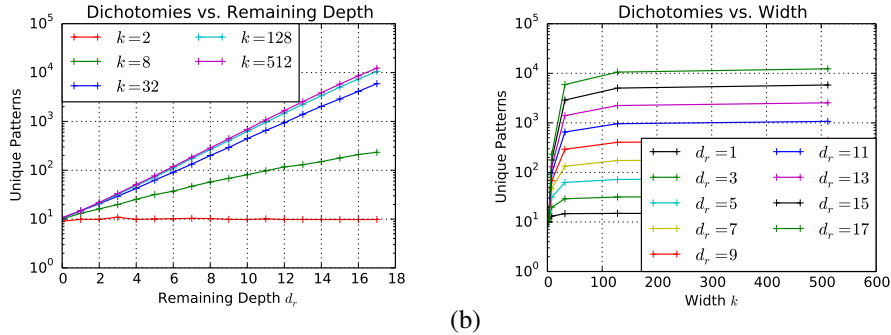 Dichotomies vs. Remaining Depth
Unique Patterns
10^5
10^4
10^3
10^2
10^1
10^0
k=2
k=8
k=32
k=128
k=512
0 2 4 6 8 10 12 14 16 18
Remaining Depth d_r
(b)
Dichotomies vs. Width
Unique Patterns
10^5
10^4
10^3
10^2
10^1
10^0
d_r=1
d_r=3
d_r=5
d_r=7
d_r=9
d_r=11
d_r=13
d_r=15
d_r=17
0 100 200 300 400 500 600
Width k